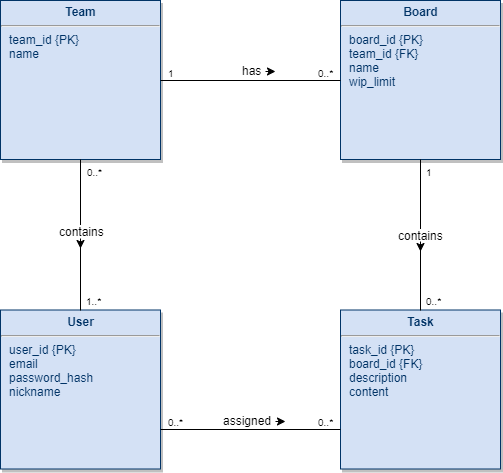 Team
team_id {PK}
name
Board
board_id {PK}
team_id {FK}
name
wip_limit
1
has
0..*
0..*
contains
1..*
1
contains
0..*
User
user_id {PK}
email
password_hash
nickname
Task
task_id {PK}
board_id {FK}
description
content
0..*
assigned
0..*